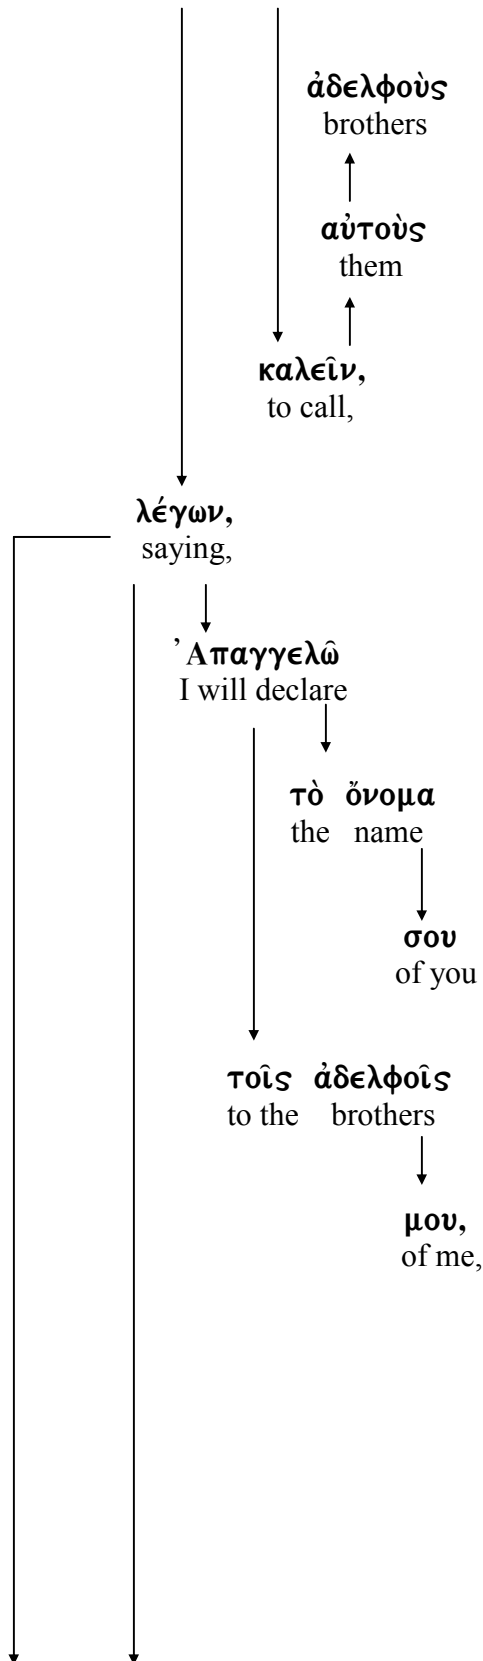 ἀδελφοὺς
brothers
αὐτοὺς
them
καλεῖν,
to call,
λέγων,
saying,
Ἀπαγγελῶ
I will declare
τὸ ὄνομα
the name
σου
of you
τοῖς ἀδελφοῖς
to the brothers
μου,
of me,